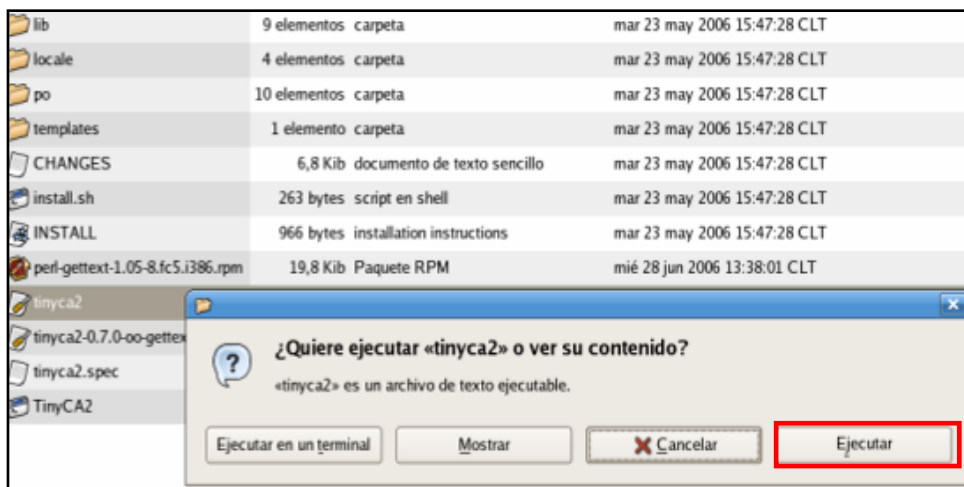 lib 9 elementos carpeta mar 23 may 2006 15:47:28 CLT
locale 4 elementos carpeta mar 23 may 2006 15:47:28 CLT
po 10 elementos carpeta mar 23 may 2006 15:47:28 CLT
templates 1 elemento carpeta mar 23 may 2006 15:47:28 CLT
CHANGES 6,8 Kib documento de texto sencillo mar 23 may 2006 15:47:28 CLT
install.sh 263 bytes script en shell mar 23 may 2006 15:47:28 CLT
INSTALL 966 bytes installation instructions mar 23 may 2006 15:47:28 CLT
perl-gettext-1.05-8.fc5.i386.rpm 19,8 Kib Paquete RPM mié 28 jun 2006 13:38:01 CLT
tinyca2
tinyca2-0.7.0-oo-gettex
tinyca2.spec
TinyCA2
¿Quiere ejecutar «tinyca2» o ver su contenido?
«tinyca2» es un archivo de texto ejecutable.
Ejecutar en un terminal Mostrar Cancelar Ejecutar